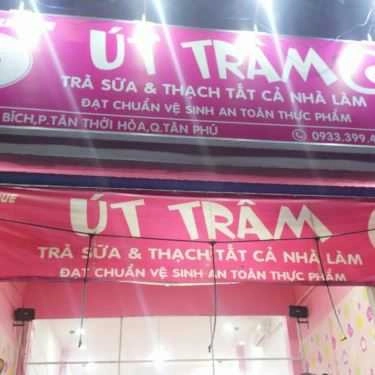 ÚT TRÂM
TRÀ SỮA & THẠCH TẤT CẢ NHÀ LÀM
ĐẠT CHUẨN VỆ SINH AN TOÀN THỰC PHẨM
BÍCH,P.TÂN THỚI HÒA,Q.TÂN PHÚ
0933.399.4
ÚT TRÂM
TRÀ SỮA & THẠCH TẤT CẢ NHÀ LÀM
ĐẠT CHUẨN VỆ SINH AN TOÀN THỰC PHẨM